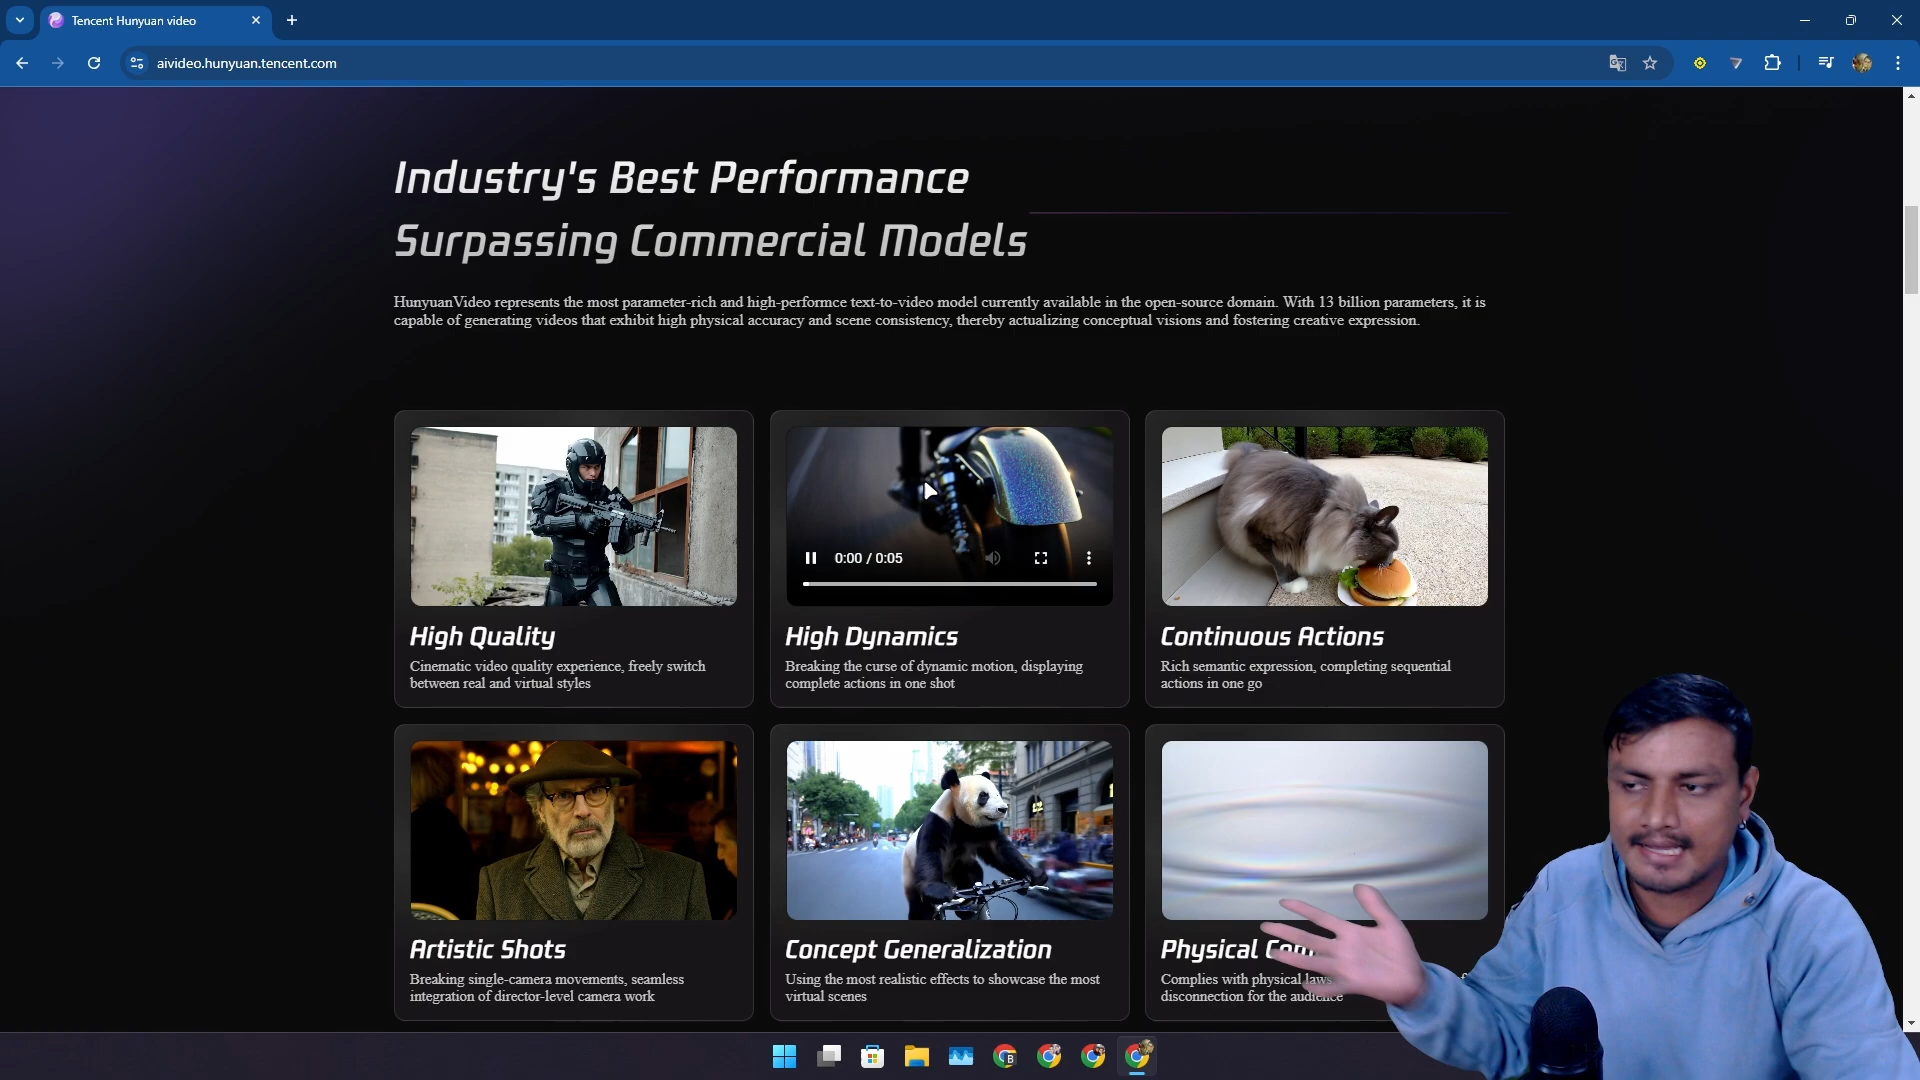 Tencent Hunyuan video
aivideo.hunyuan.tencent.com
Industry's Best Performance
Surpassing Commercial Models
HunyuanVideo represents the most parameter-rich and high-performce text-to-video model currently available in the open-source domain. With 13 billion parameters, it is
capable of generating videos that exhibit high physical accuracy and scene consistency, thereby actualizing conceptual visions and fostering creative expression.
0:00 / 0:05
High Quality
Cinematic video quality experience, freely switch
between real and virtual styles
High Dynamics
Breaking the curse of dynamic motion, displaying
complete actions in one shot
Continuous Actions
Rich semantic expression, completing sequential
actions in one go
Artistic Shots
Breaking single-camera movements, seamless
integration of director-level camera work
Concept Generalization
Using the most realistic effects to showcase the most
virtual scenes
Physical
Complies with physical laws
disconnection for the audience